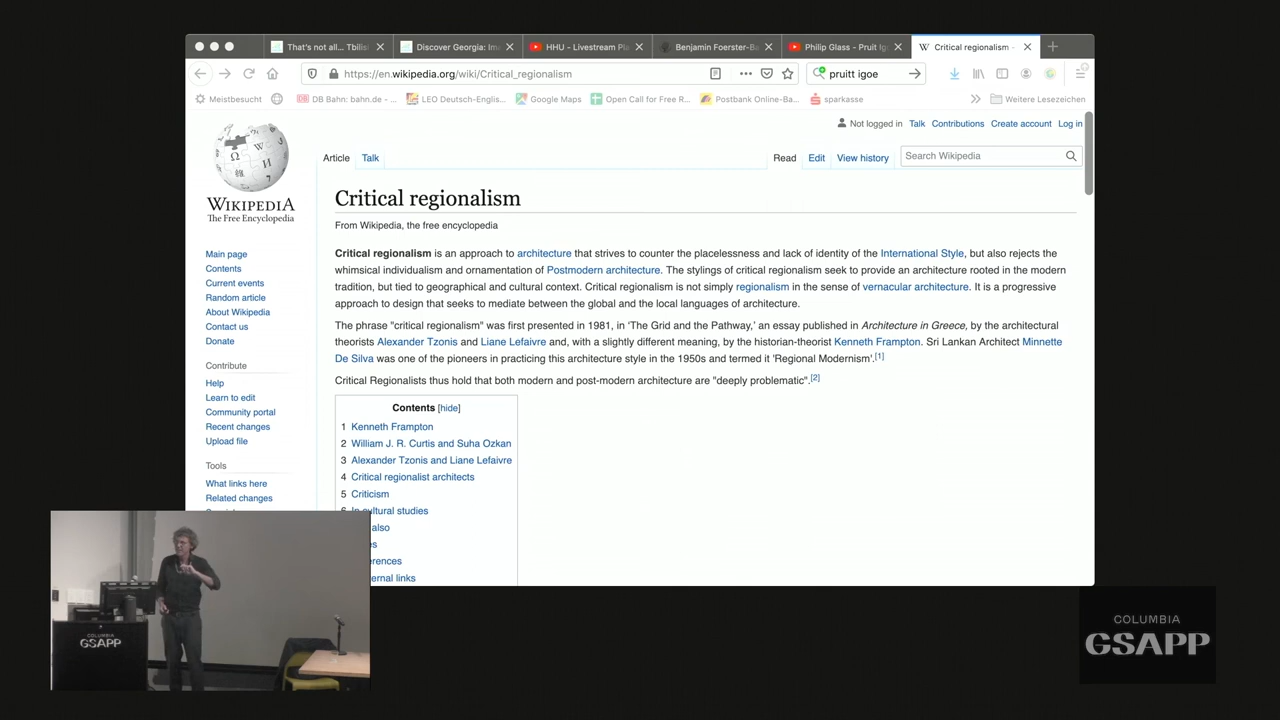 That's not all... Tbilis
Discover Georgia: Im
HHU - Livestream Pl
Benjamin Foerster-Ba
Philip Glass - Pruit Ig
Critical regionalism -
https://en.wikipedia.org/wiki/Critical_regionalism
pruitt igoe
Meistbesucht
DB Bahn: bahn.de - ...
LEO Deutsch-Englis...
Google Maps
Open Call for Free R...
Postbank Online-Ba...
sparkasse
Weitere Lesezeichen
Not logged in Talk Contributions Create account Log in
Article Talk
Read Edit View history
Search Wikipedia
WIKIPEDIA
The Free Encyclopedia
Main page
Contents
Current events
Random article
About Wikipedia
Contact us
Donate
Contribute
Help
Learn to edit
Community portal
Recent changes
Upload file
Tools
What links here
Related changes
Critical regionalism
From Wikipedia, the free encyclopedia
Critical regionalism is an approach to architecture that strives to counter the placelessness and lack of identity of the International Style, but also rejects the
whimsical individualism and ornamentation of Postmodern architecture. The stylings of critical regionalism seek to provide an architecture rooted in the modern
tradition, but tied to geographical and cultural context. Critical regionalism is not simply regionalism in the sense of vernacular architecture. It is a progressive
approach to design that seeks to mediate between the global and the local languages of architecture.
The phrase "critical regionalism" was first presented in 1981, in 'The Grid and the Pathway,' an essay published in Architecture in Greece, by the architectural
theorists Alexander Tzonis and Liane Lefaivre and, with a slightly different meaning, by the historian-theorist Kenneth Frampton. Sri Lankan Architect Minnette
De Silva was one of the pioneers in practicing this architecture style in the 1950s and termed it 'Regional Modernism'.[1]
Critical Regionalists thus hold that both modern and post-modern architecture are "deeply problematic".[2]
Contents [hide]
1 Kenneth Frampton
2 William J. R. Curtis and Suha Ozkan
3 Alexander Tzonis and Liane Lefaivre
4 Critical regionalist architects
5 Criticism
6 In cultural studies
also
es
erences
ernal links
COLUMBIA
GSAPP
COLUMBIA
GSAPP